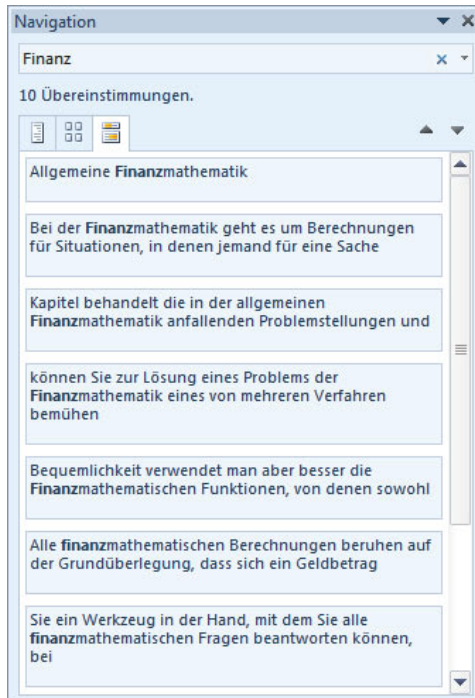 Navigation
Finanz
10 Übereinstimmungen.
Allgemeine Finanzmathematik
Bei der Finanzmathematik geht es um Berechnungen
für Situationen, in denen jemand für eine Sache
Kapitel behandelt die in der allgemeinen
Finanzmathematik anfallenden Problemstellungen und
können Sie zur Lösung eines Problems der
Finanzmathematik eines von mehreren Verfahren
bemühen
Bequemlichkeit verwendet man aber besser die
Finanzmathematischen Funktionen, von denen sowohl
Alle finanzmathematischen Berechnungen beruhen auf
der Grundüberlegung, dass sich ein Geldbetrag
Sie ein Werkzeug in der Hand, mit dem Sie alle
finanzmathematischen Fragen beantworten können,
bei